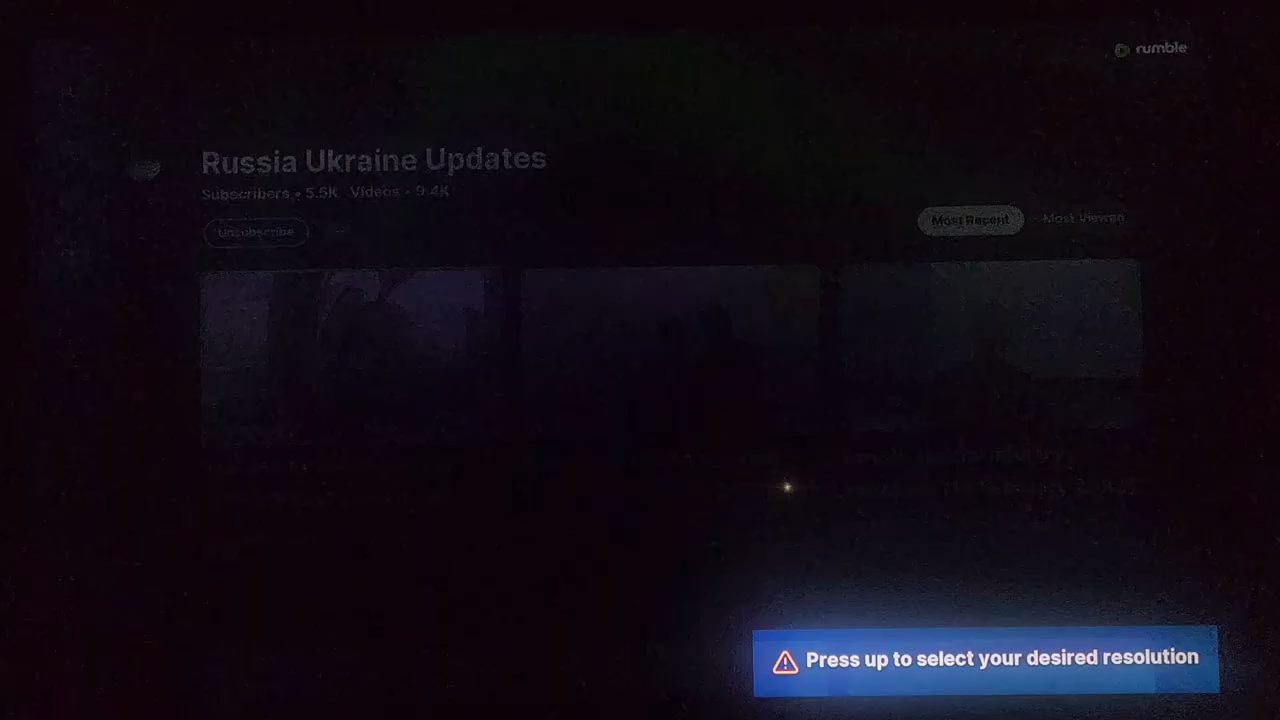 rumble
Russia Ukraine Updates
Subscribers • 5.5K Videos • 9.4K
Unsubscribe
Most Recent
Most Viewed
Press up to select your desired resolution